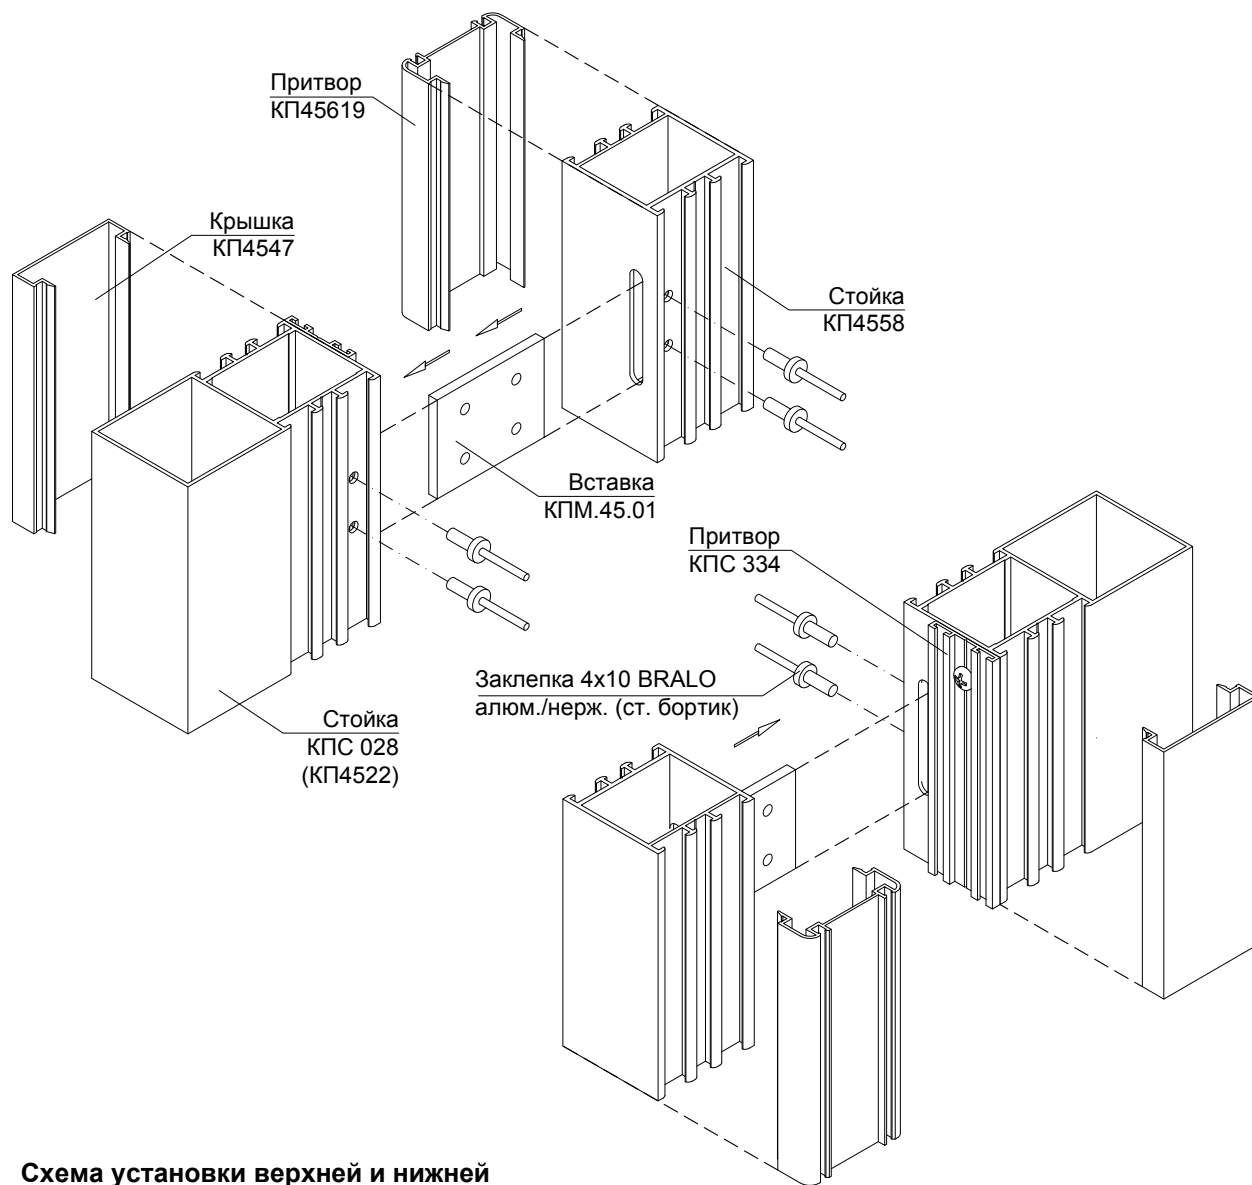 Притвор
КП45619
Крышка
КП4547
Стойка
КП4558
Вставка
КПМ.45.01
Притвор
КПС 334
Заклепка 4х10 BRALO
алюм./нерж. (ст. бортик)
Стойка
КПС 028
(КП4522)
Схема установки верхней и нижней